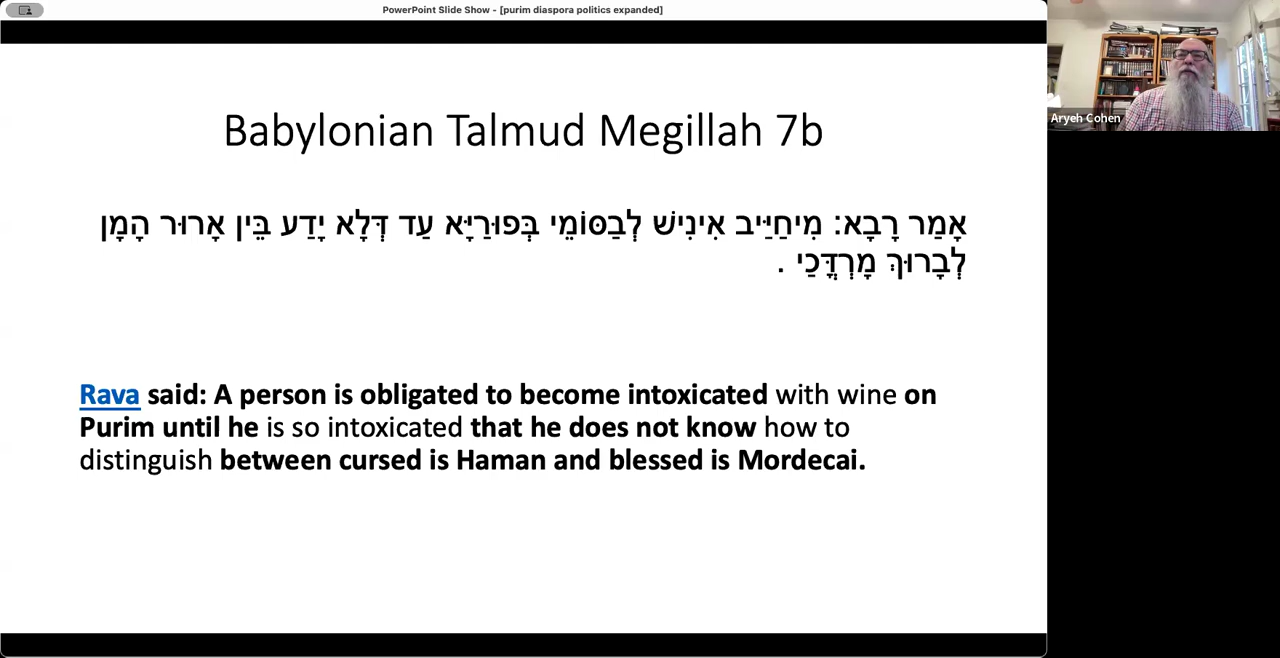 PowerPoint Slide Show - [purim diaspora politics expanded]
Aryeh Cohen
Babylonian Talmud Megillah 7b
אָמַר רָבָא: מִיחַיַּיב אִינִישׁ לְבַסּוֹמֵי בְּפוּרַיָּא עַד דְּלָא יָדַע בֵּין אָרוּר הָמָן
לְבָרוּךְ מָרְדֳּכַי .
Rava said: A person is obligated to become intoxicated with wine on
Purim until he is so intoxicated that he does not know how to
distinguish between cursed is Haman and blessed is Mordecai.